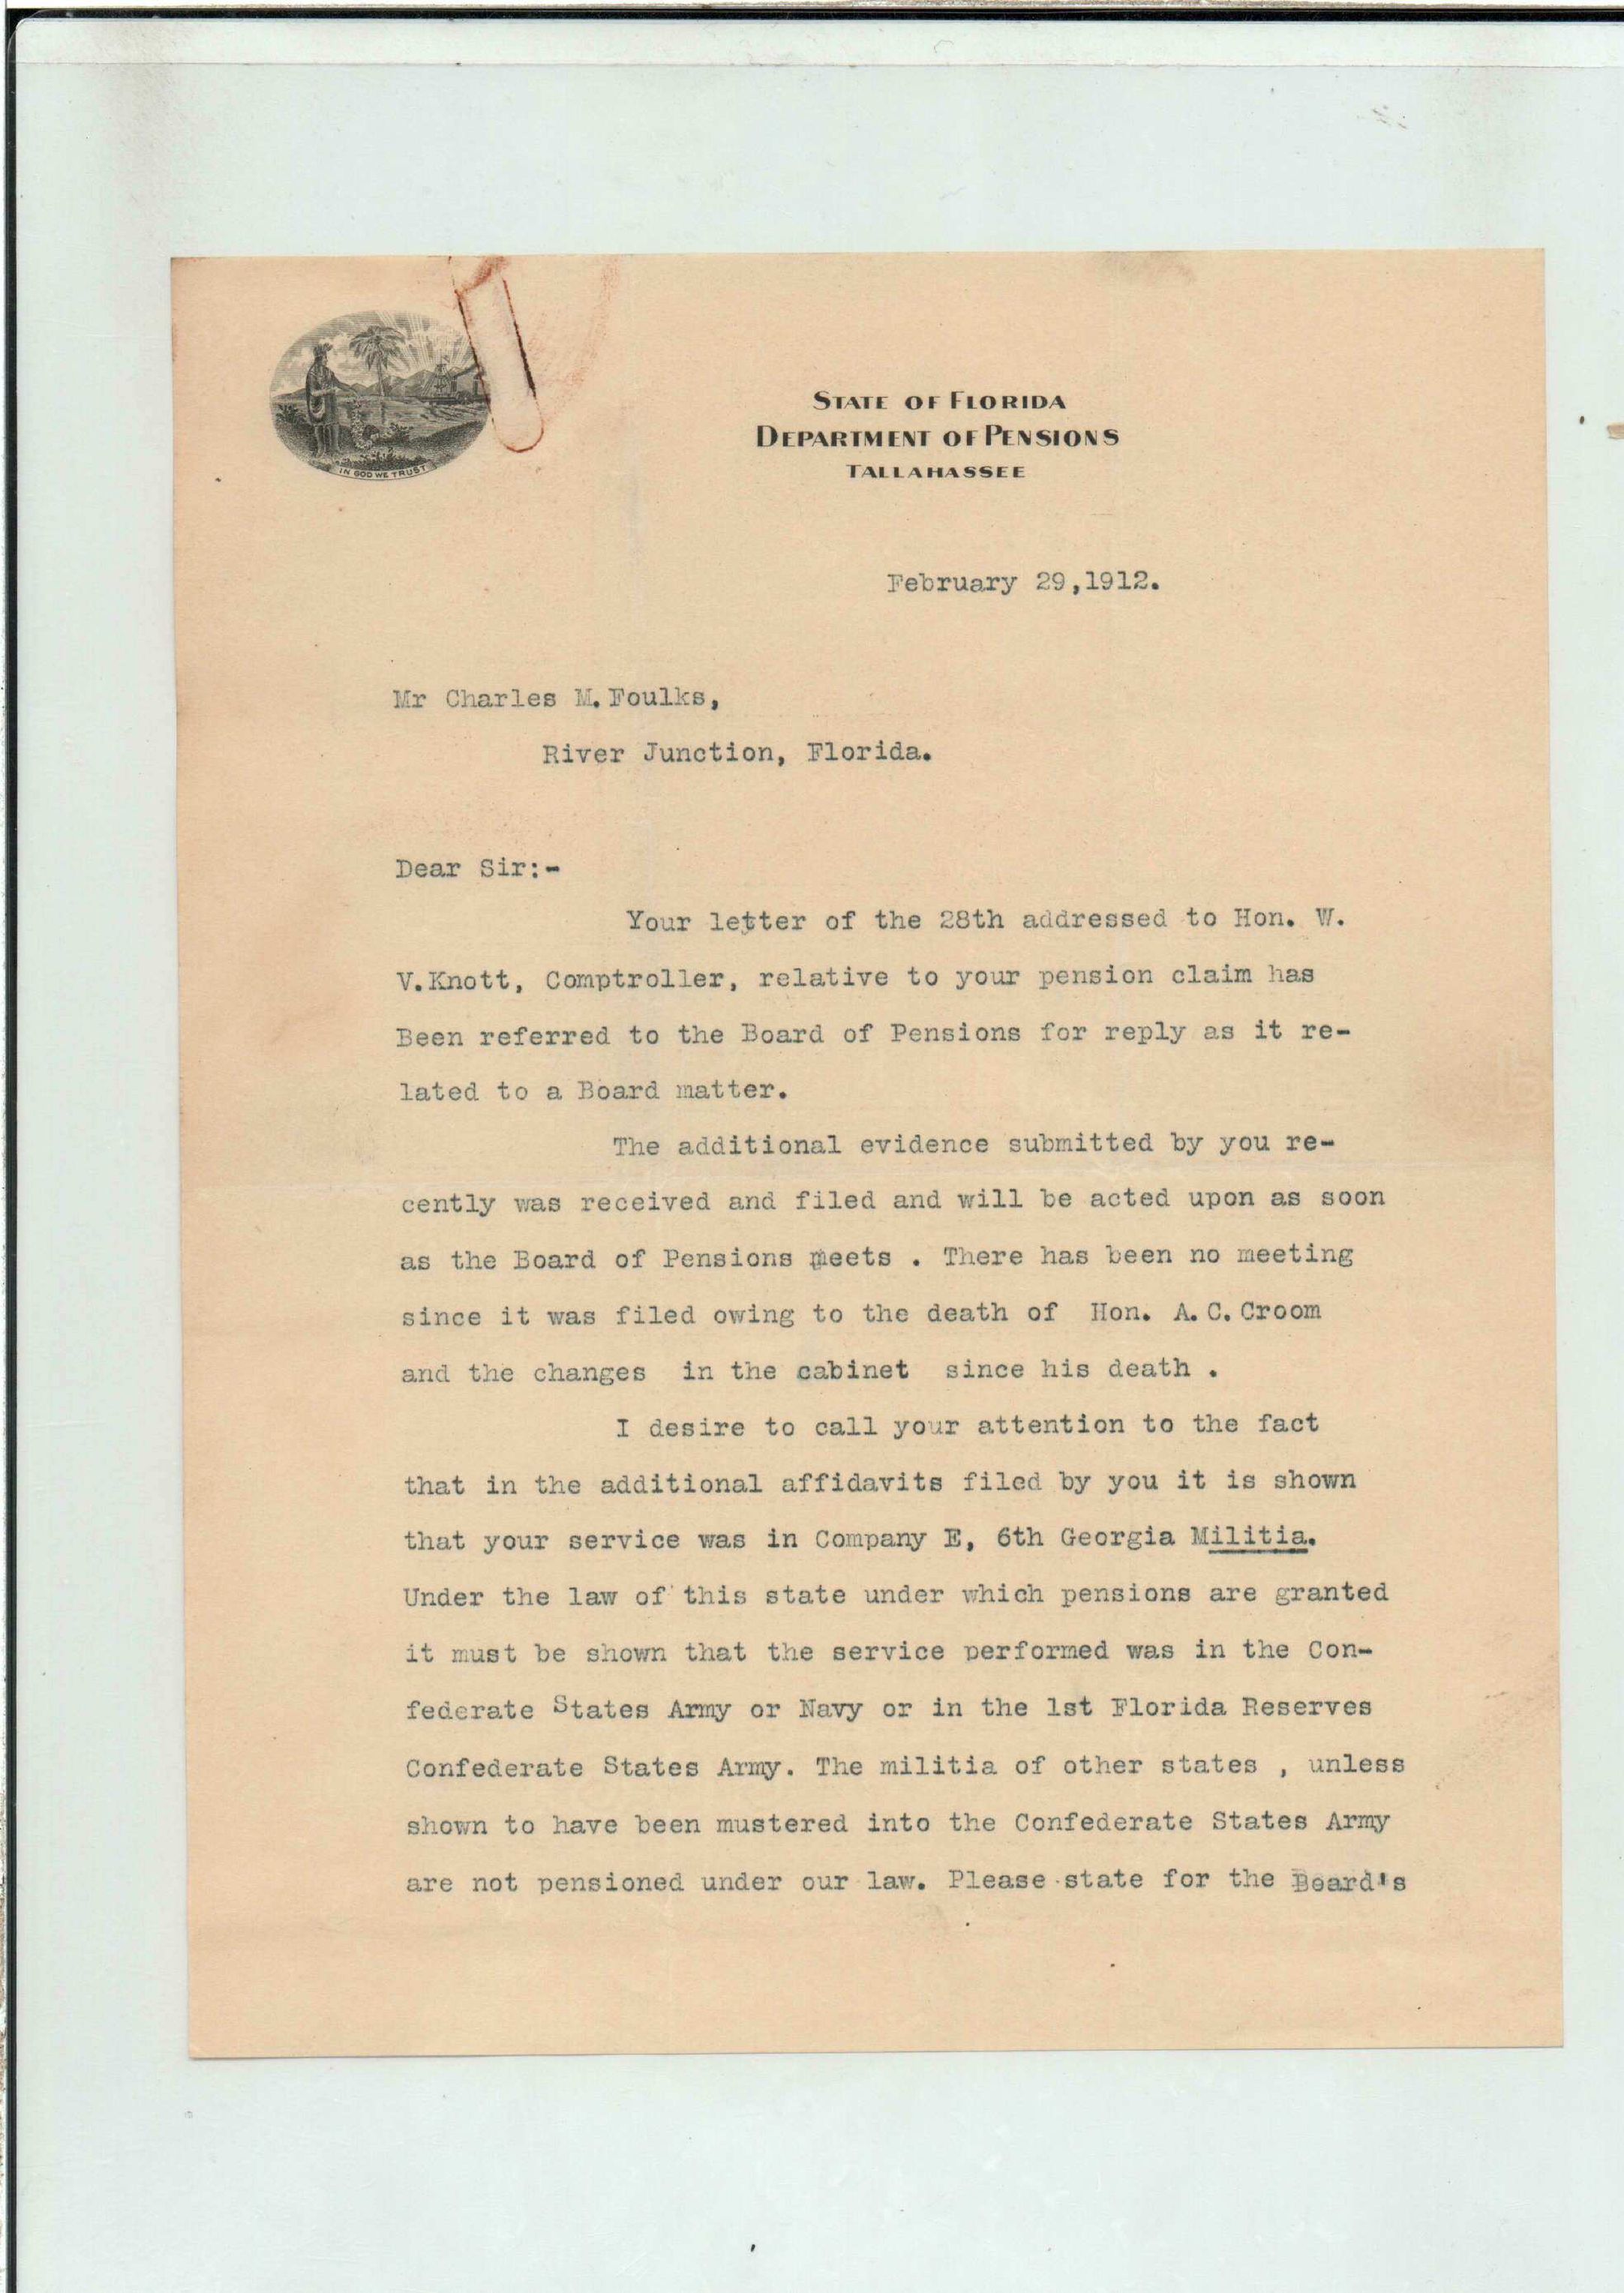 IN GOD WE TRUST
STATE OF FLORIDA
DEPARTMENT OF PENSIONS
TALLAHASSEE
February 29,1912.
Mr Charles M. Foulks,
River Junction, Florida.
Dear Sir:-
Your letter of the 28th addressed to Hon. W.
V.Knott, Comptroller, relative to your pension claim has
Been referred to the Board of Pensions for reply as it re-
lated to a Board matter.
The additional evidence submitted by you re-
cently was received and filed and will be acted upon as soon
as the Board of Pensions meets . There has been no meeting
since it was filed owing to the death of Hon. A. C. Croom
and the changes in the cabinet since his death .
I desire to call your attention to the fact
that in the additional affidavits filed by you it is shown
that your service was in Company E, 6th Georgia Militia.
Under the law of this state under which pensions are granted
it must be shown that the service performed was in the Con-
federate States Army or Navy or in the 1st Florida Reserves
Confederate States Army. The militia of other states , unless
shown to have been mustered into the Confederate States Army
are not pensioned under our law. Please state for the Board's